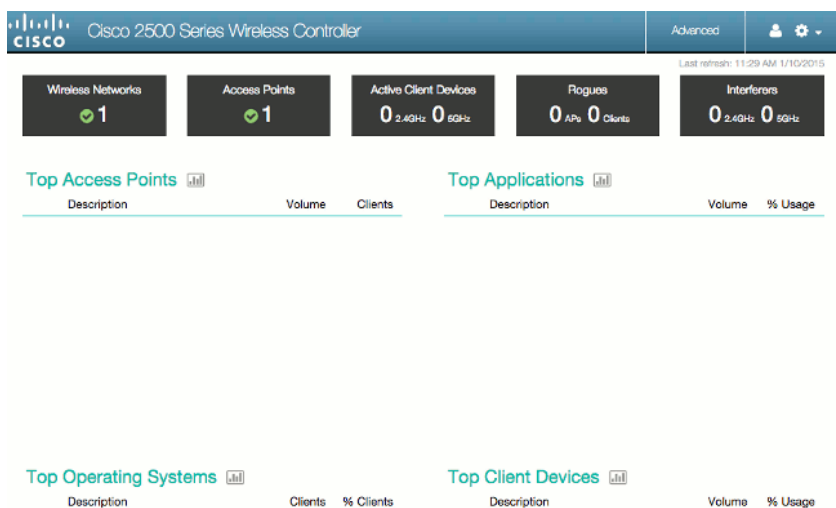 CISCO Cisco 2500 Series Wireless Controller Advanced
Last refresh: 11:29 AM 1/10/2015
Wireless Networks Access Points Active Client Devices Rogues Interferers
1 1 0 2.4GHz 0 5GHz 0 APs 0 Clients 0 2.4GHz 0 5GHz
Top Access Points Top Applications
Description Volume Clients Description Volume % Usage
Top Operating Systems Top Client Devices
Description Clients % Clients Description Volume % Usage